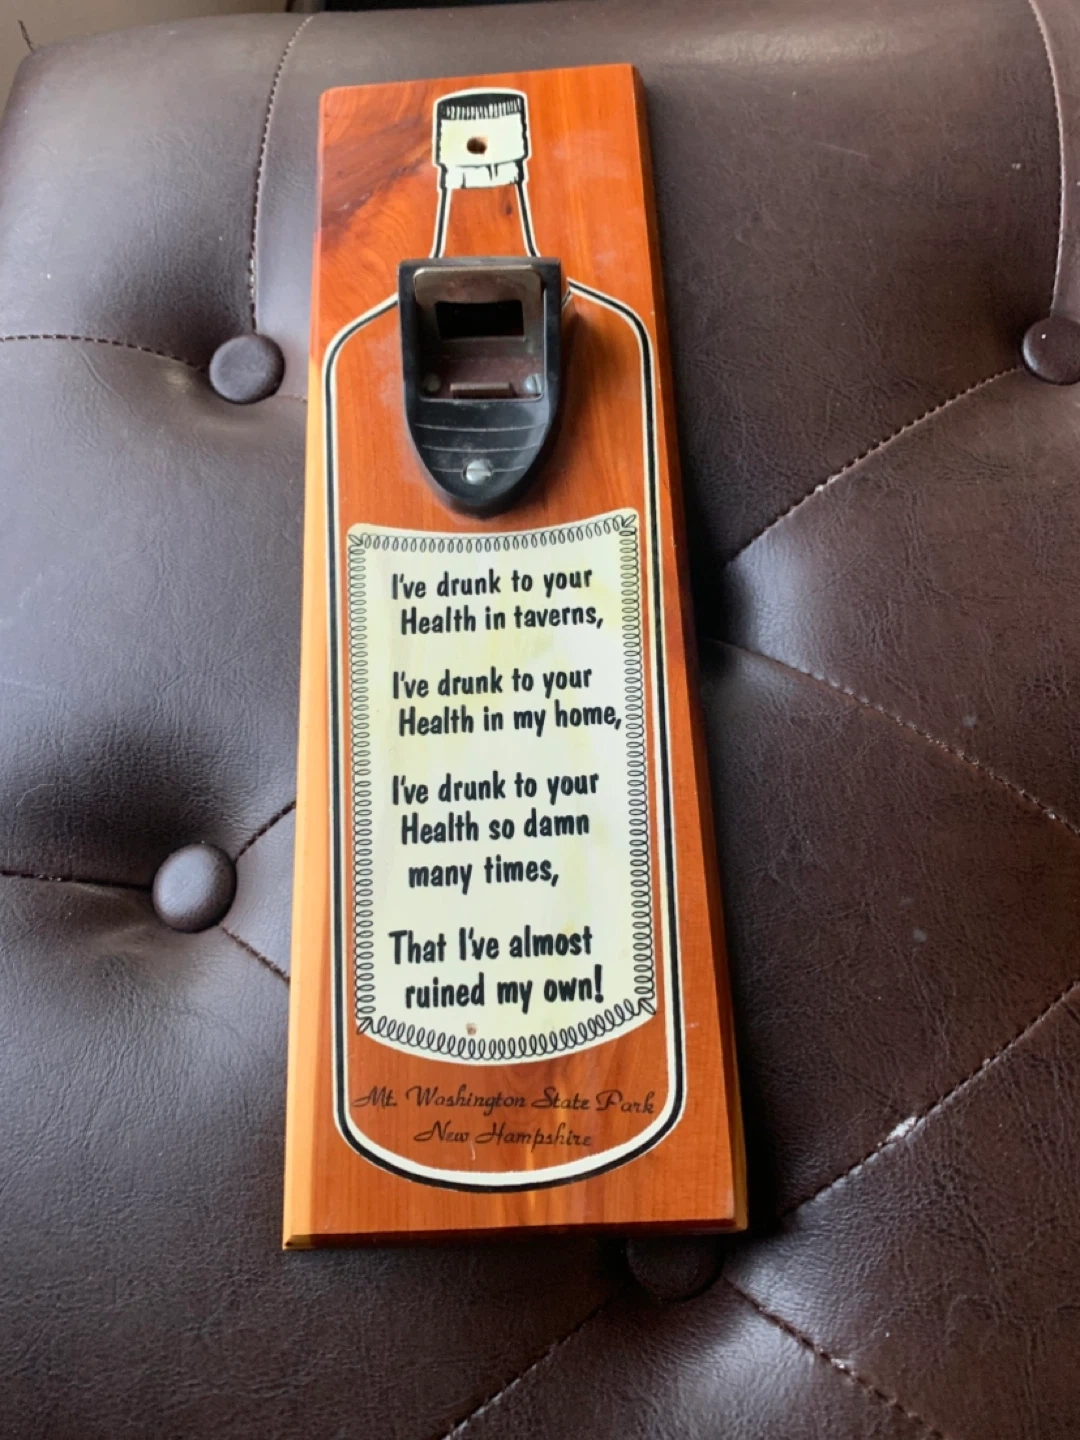 I've drunk to your
Health in taverns,
I've drunk to your
Health in my home,
I've drunk to your
Health so damn
many times,
That I've almost
ruined my own!
Mt. Washington State Park
New Hampshire